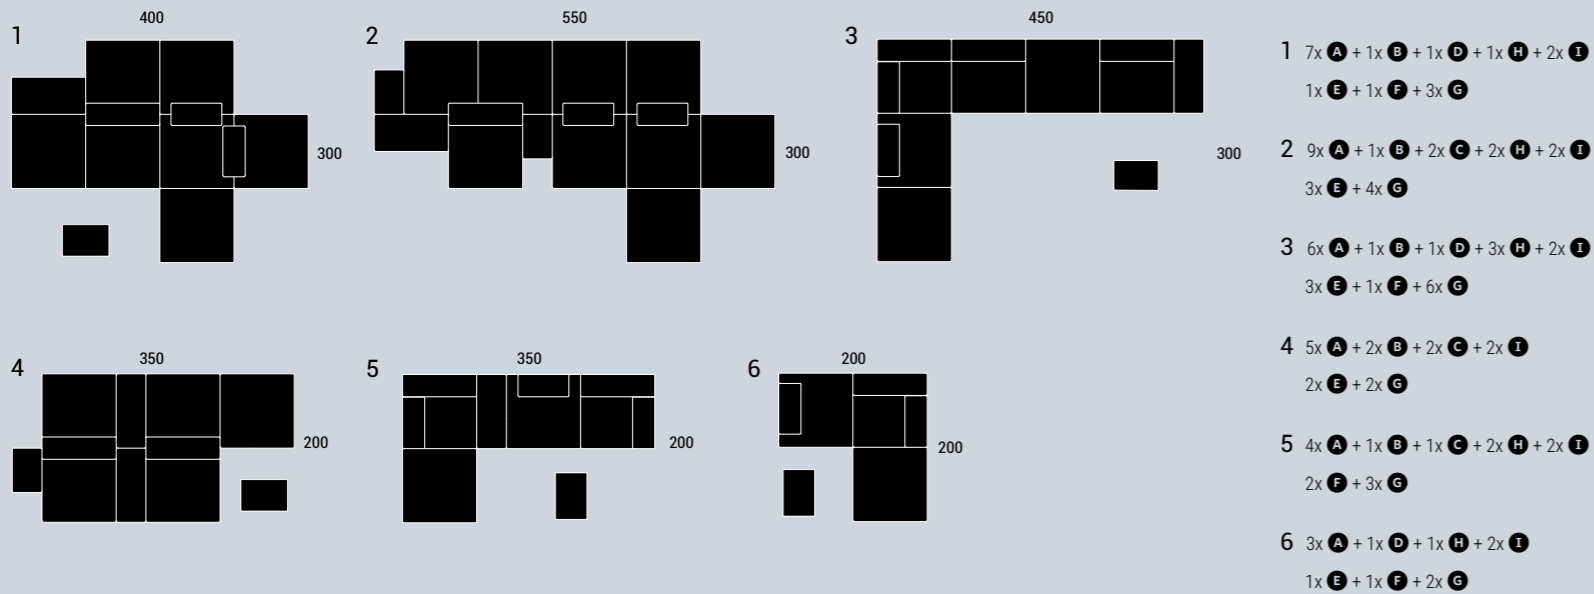 1
400
300
2
550
300
3
450
300
4
350
200
5
350
200
6
200
200
1 7x A + 1x B + 1x D + 1x H + 2x I
1x E + 1x F + 3x G
2 9x A + 1x B + 2x C + 2x H + 2x I
3x E + 4x G
3 6x A + 1x B + 1x D + 3x H + 2x I
3x E + 1x F + 6x G
4 5x A + 2x B + 2x C + 2x I
2x E + 2x G
5 4x A + 1x B + 1x C + 2x H + 2x I
2x F + 3x G
6 3x A + 1x D + 1x H + 2x I
1x E + 1x F + 2x G